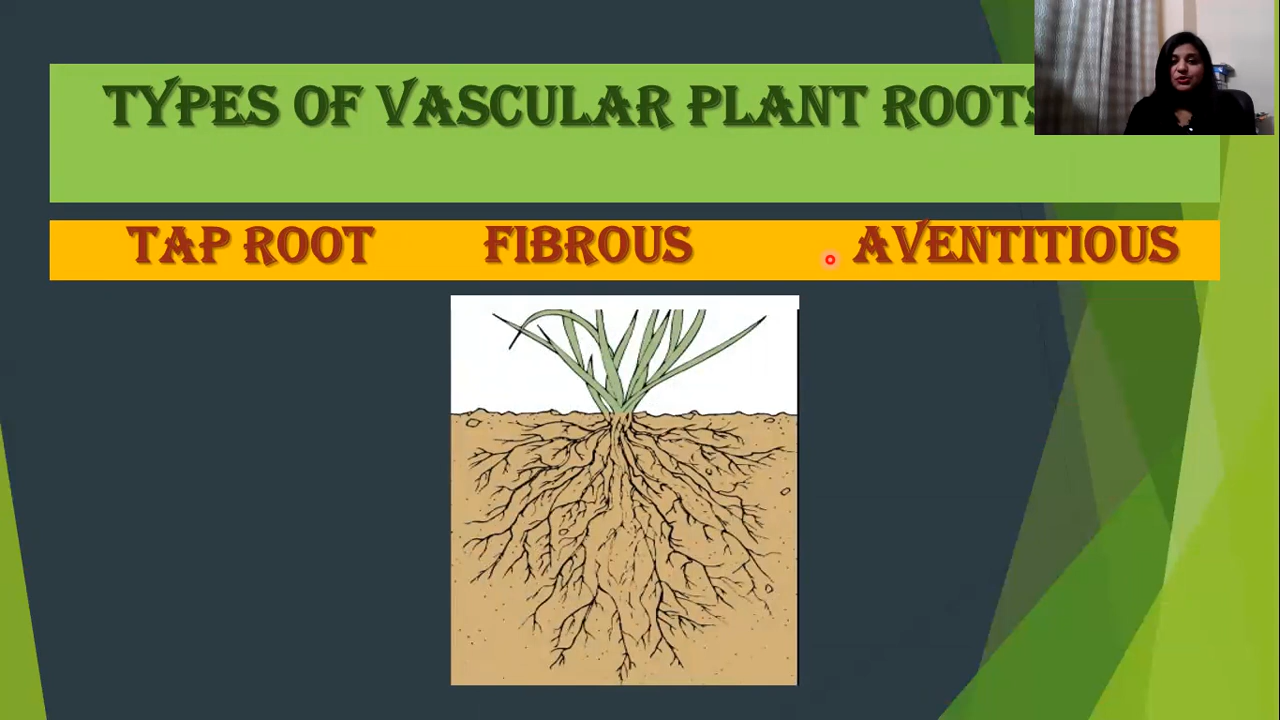 TYPES OF VASCULAR PLANT ROOTS
TAP ROOT FIBROUS AVENTITIOUS